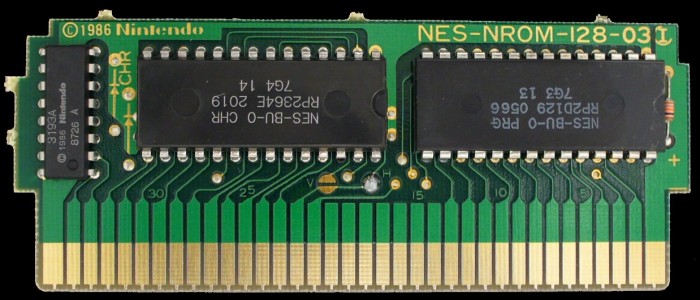 ©1986 Nintendo
NES-NROM-128-03
CHR
3193A
©1986 Nintendo
8726 A
NES-BU-0 CHR
RP2364E 2019
7G4 14
NES-BU-0 PRG
RP2D129 0566
7G3 13
+
30
25
V
H
15
10
5